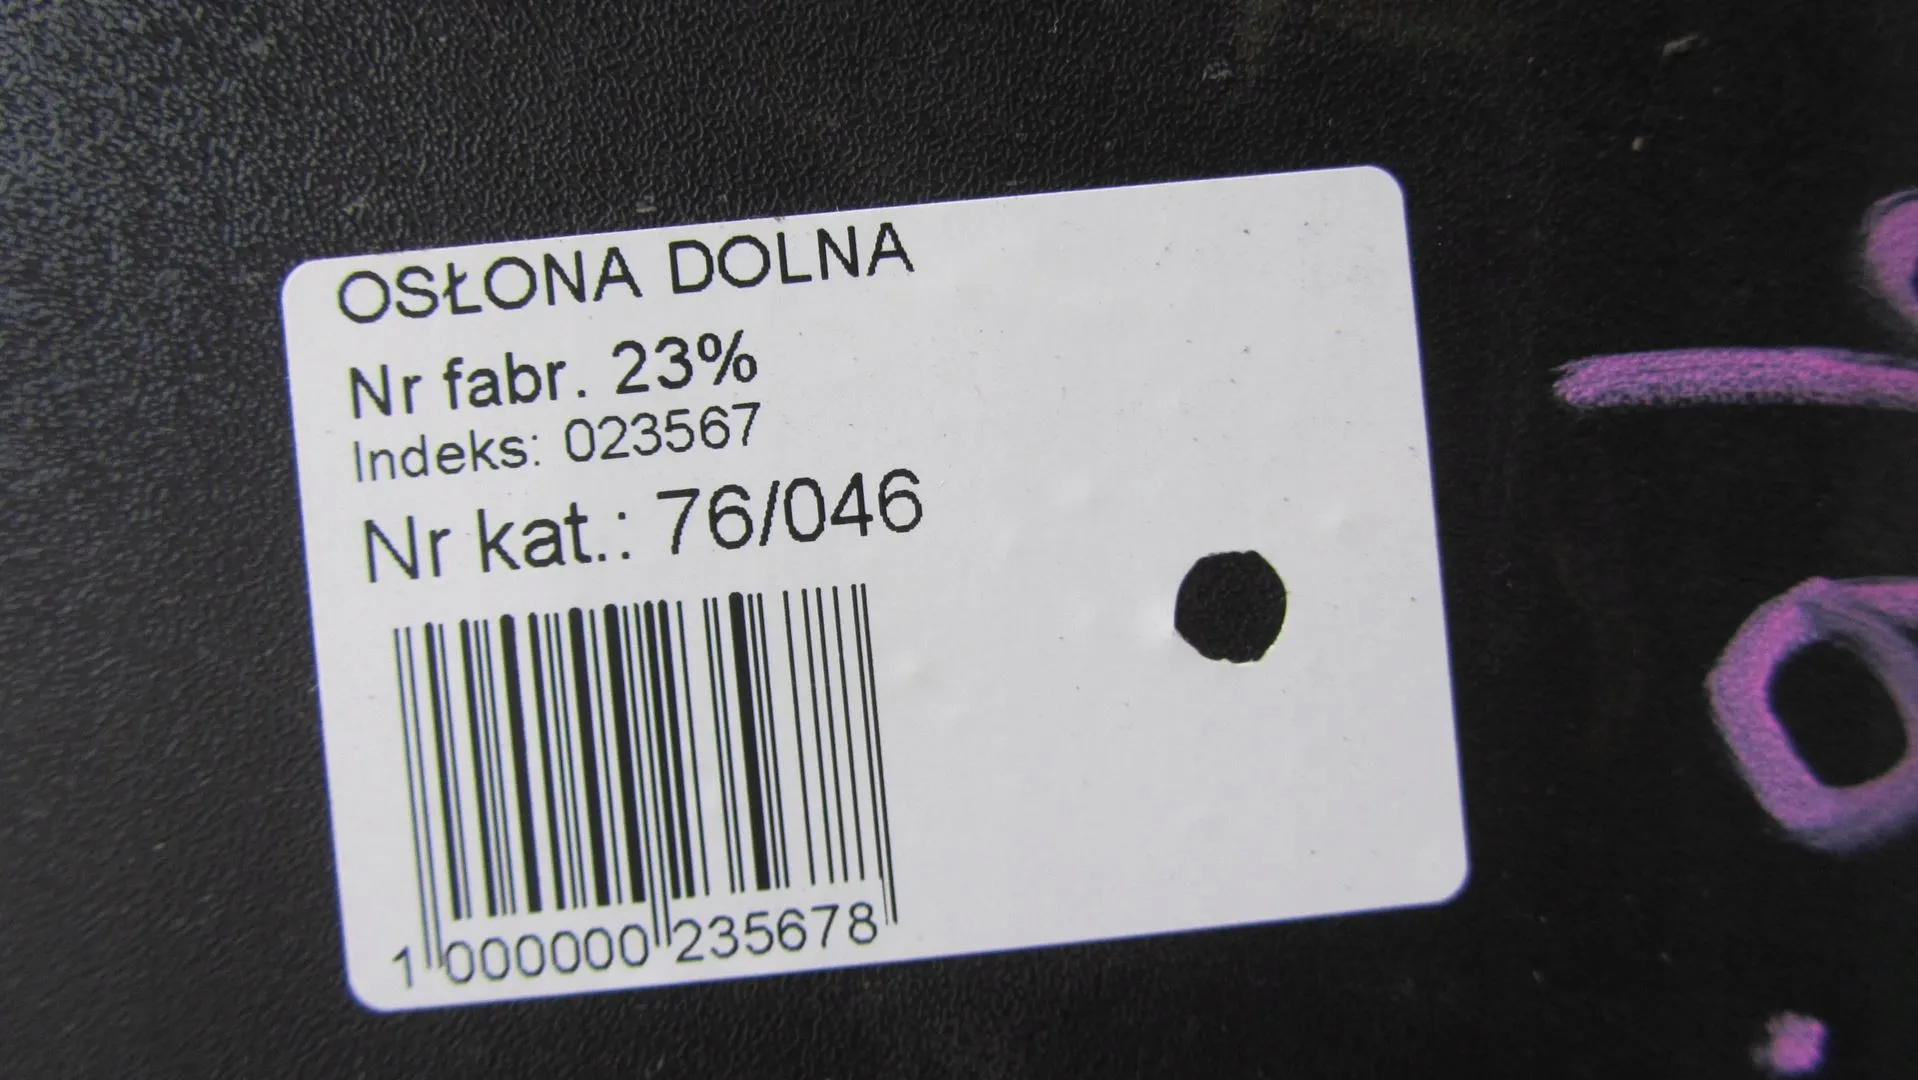 OSŁONA DOLNA
Nr fabr. 23%
Indeks: 023567
Nr kat.: 76/046
1 000000 235678